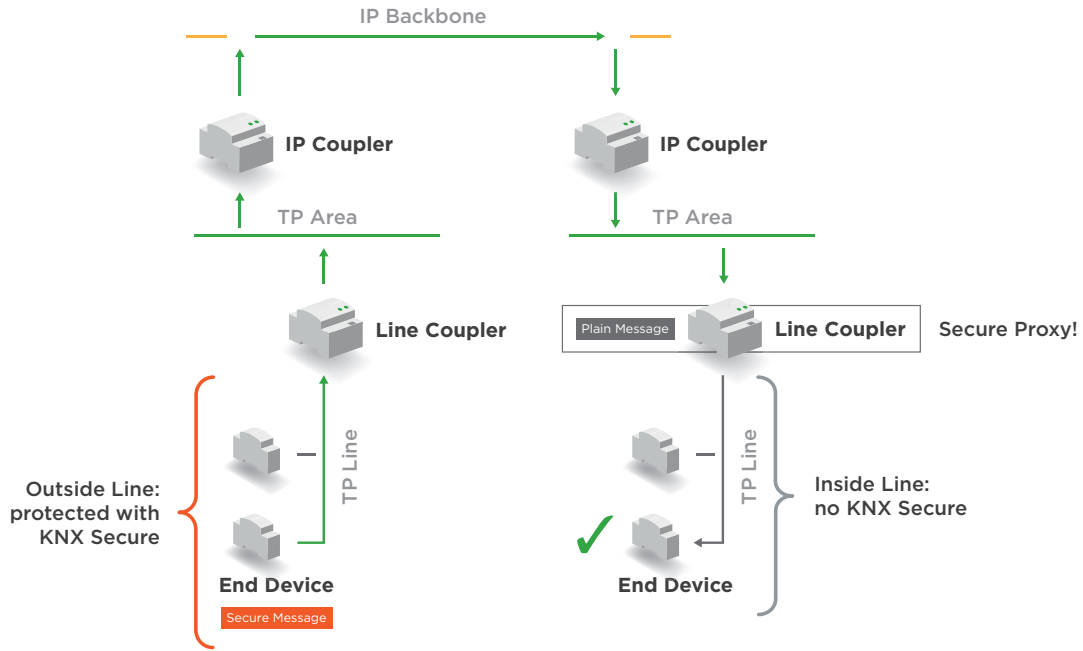 IP Backbone
IP Coupler
IP Coupler
TP Area
TP Area
Line Coupler
Plain Message
Line Coupler
Secure Proxy!
TP Line
TP Line
Outside Line:
protected with
KNX Secure
Inside Line:
no KNX Secure
End Device
End Device
Secure Message